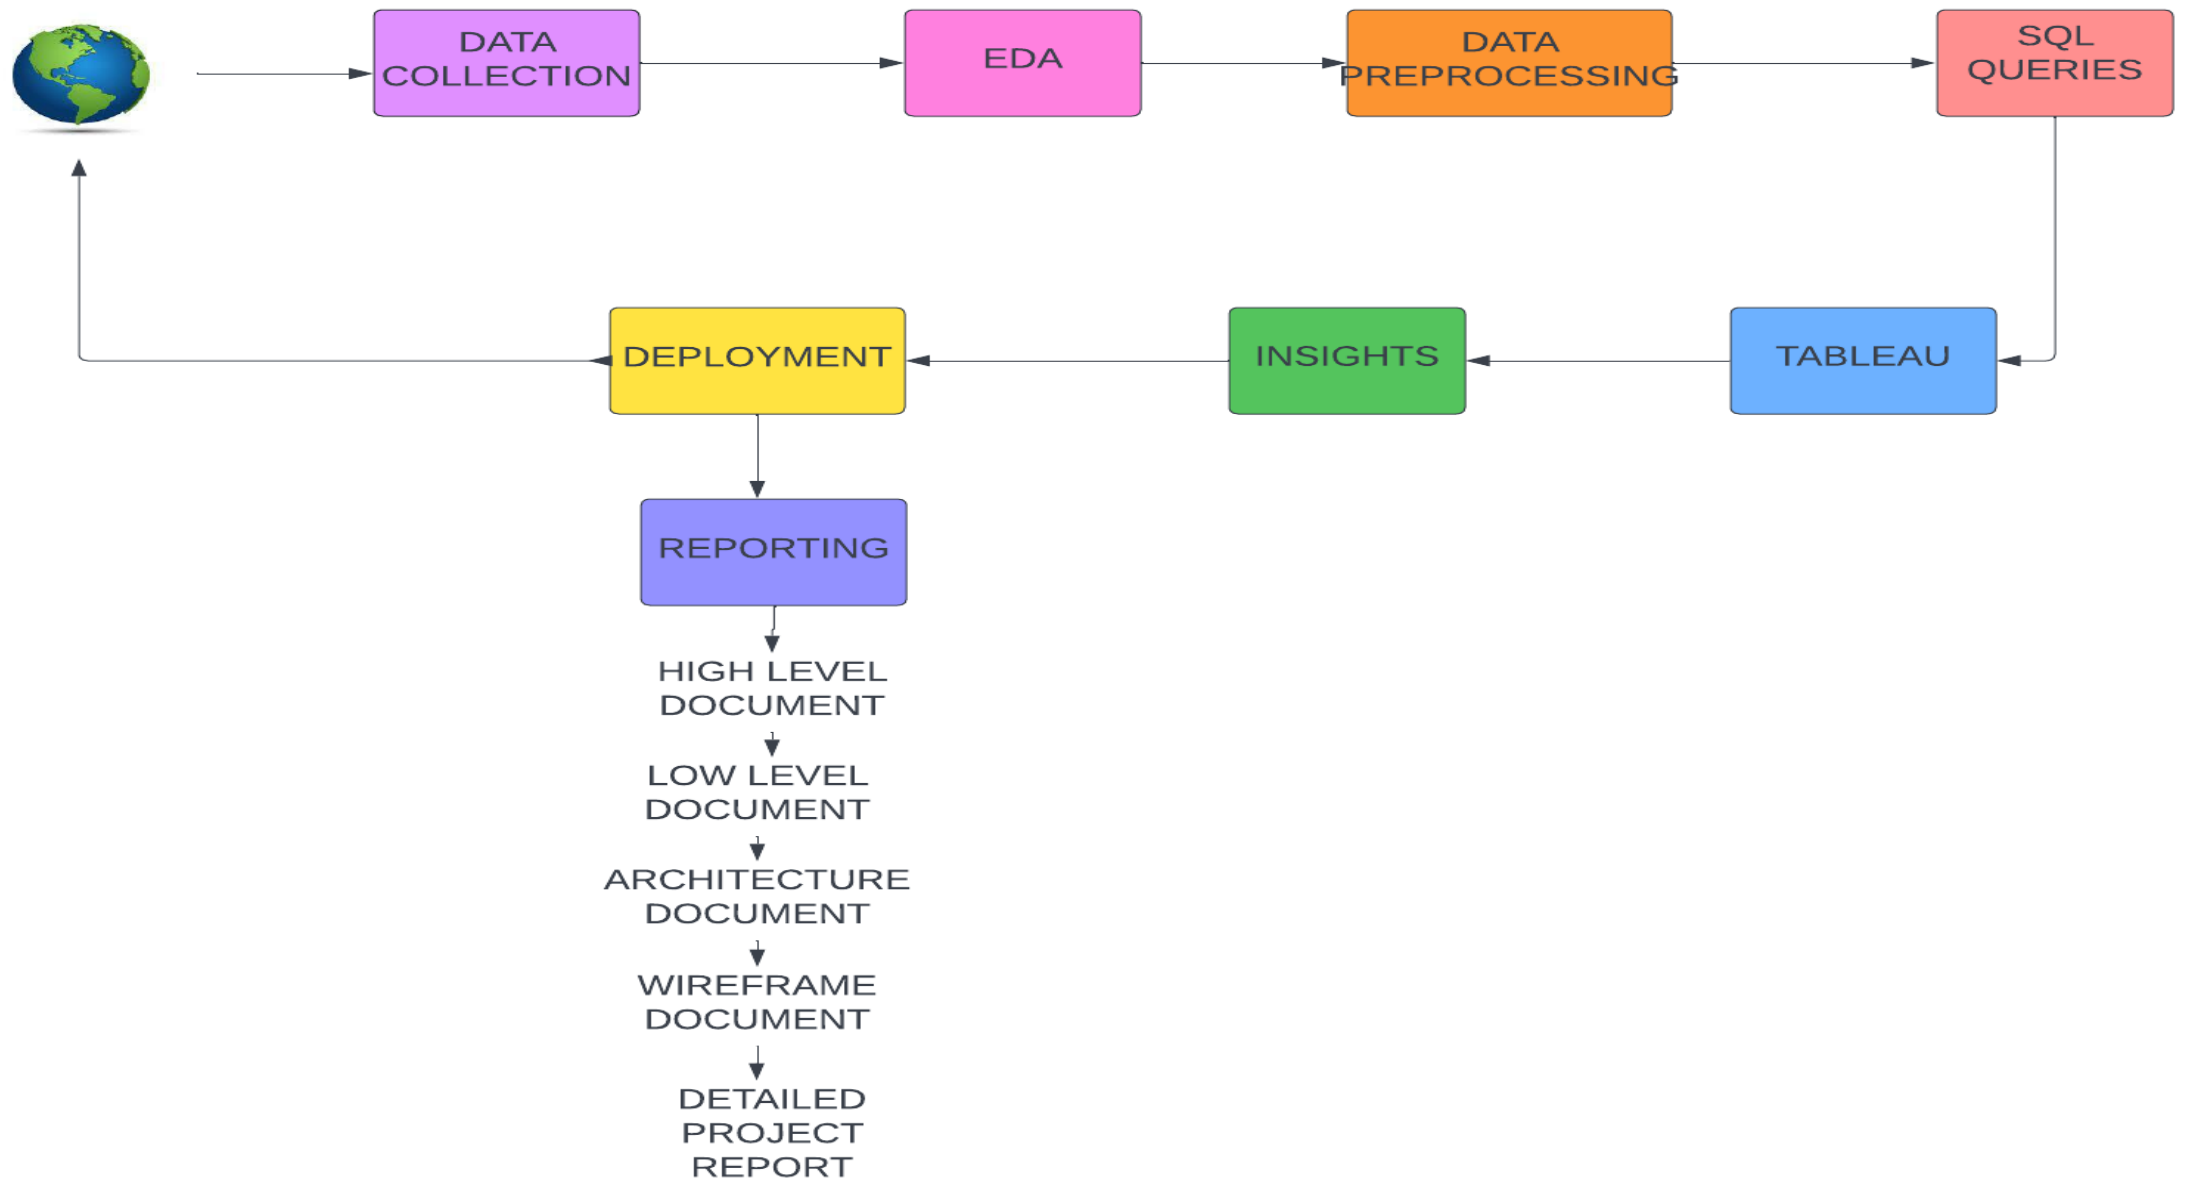 DATA
COLLECTION
EDA
DATA
PREPROCESSING
SQL
QUERIES
DEPLOYMENT
INSIGHTS
TABLEAU
REPORTING
HIGH LEVEL
DOCUMENT
LOW LEVEL
DOCUMENT
ARCHITECTURE
DOCUMENT
WIREFRAME
DOCUMENT
DETAILED
PROJECT
REPORT